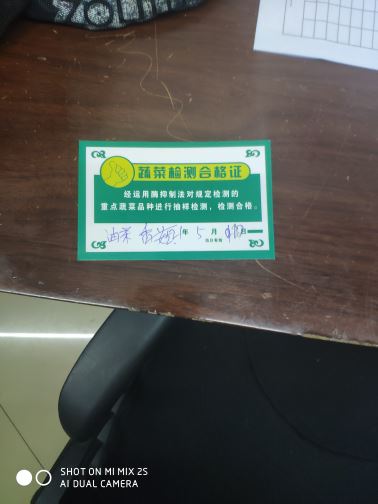 蔬菜检测合格证
经运用酶抑制法对规定检测的
重点蔬菜品种进行抽样检测，检测合格。
油菜 年 5 月 日
SHOT ON MI MIX 2S
AI DUAL CAMERA